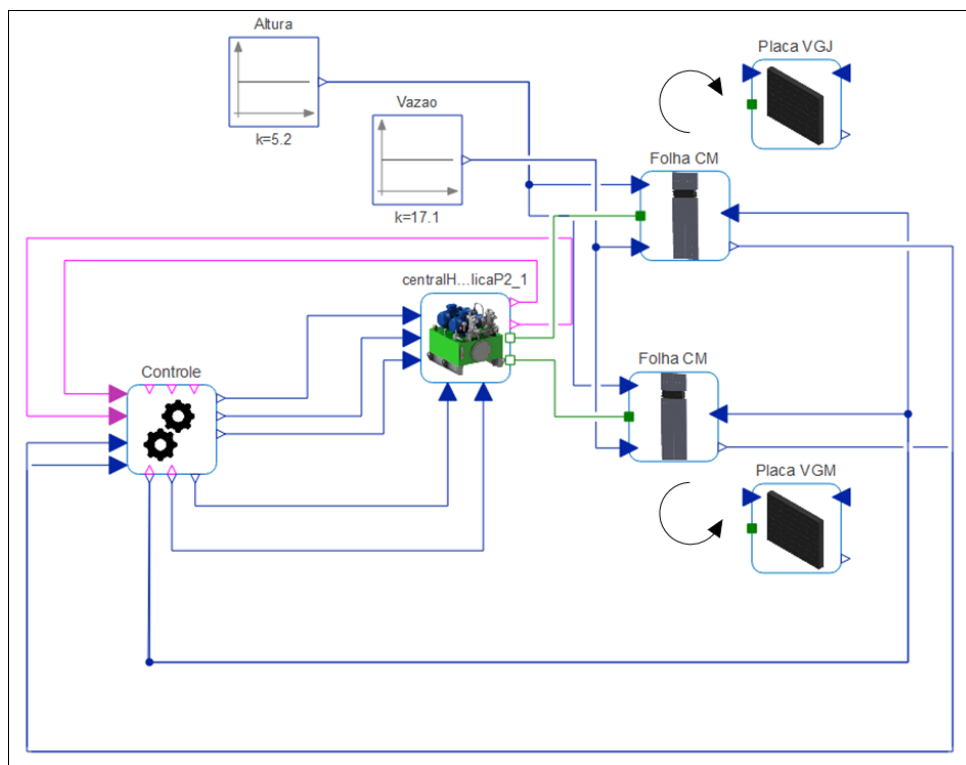 Altura
k=5.2
Vazao
k=17.1
Placa VGJ
Folha CM
centralH...licaP2_1
Controle
Folha CM
Placa VGM